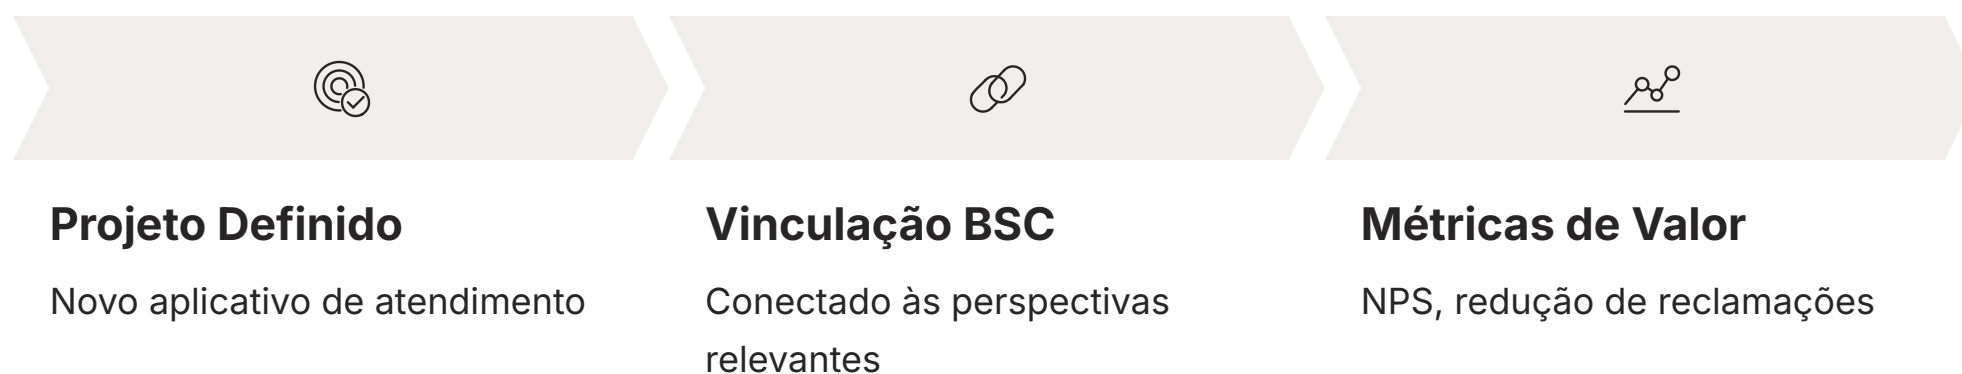 Projeto Definido
Novo aplicativo de atendimento
Vinculação BSC
Conectado às perspectivas
relevantes
Métricas de Valor
NPS, redução de reclamações